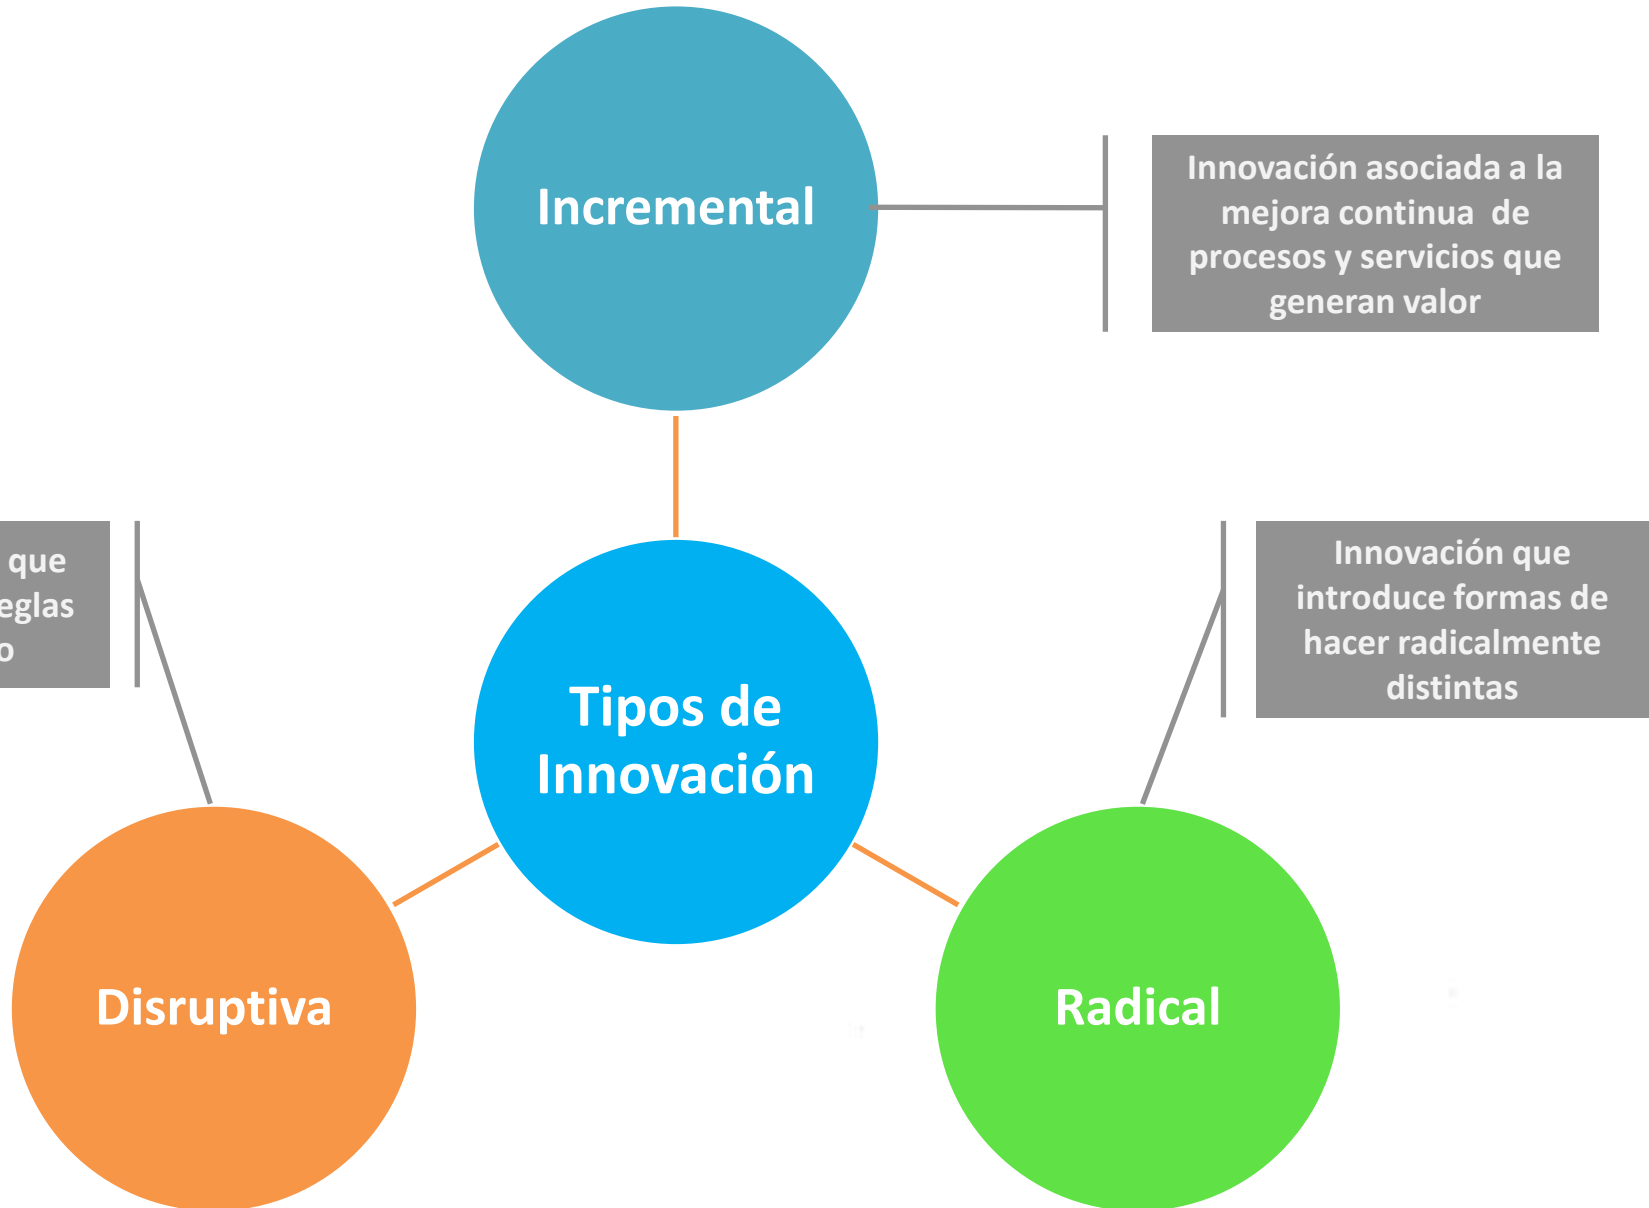 Incremental
Innovación asociada a la
mejora continua  de
procesos y servicios que
generan valor
que
Innovación que
introduce formas de
hacer radicalmente
distintas
Tipos de
Innovación
Disruptiva
Radical